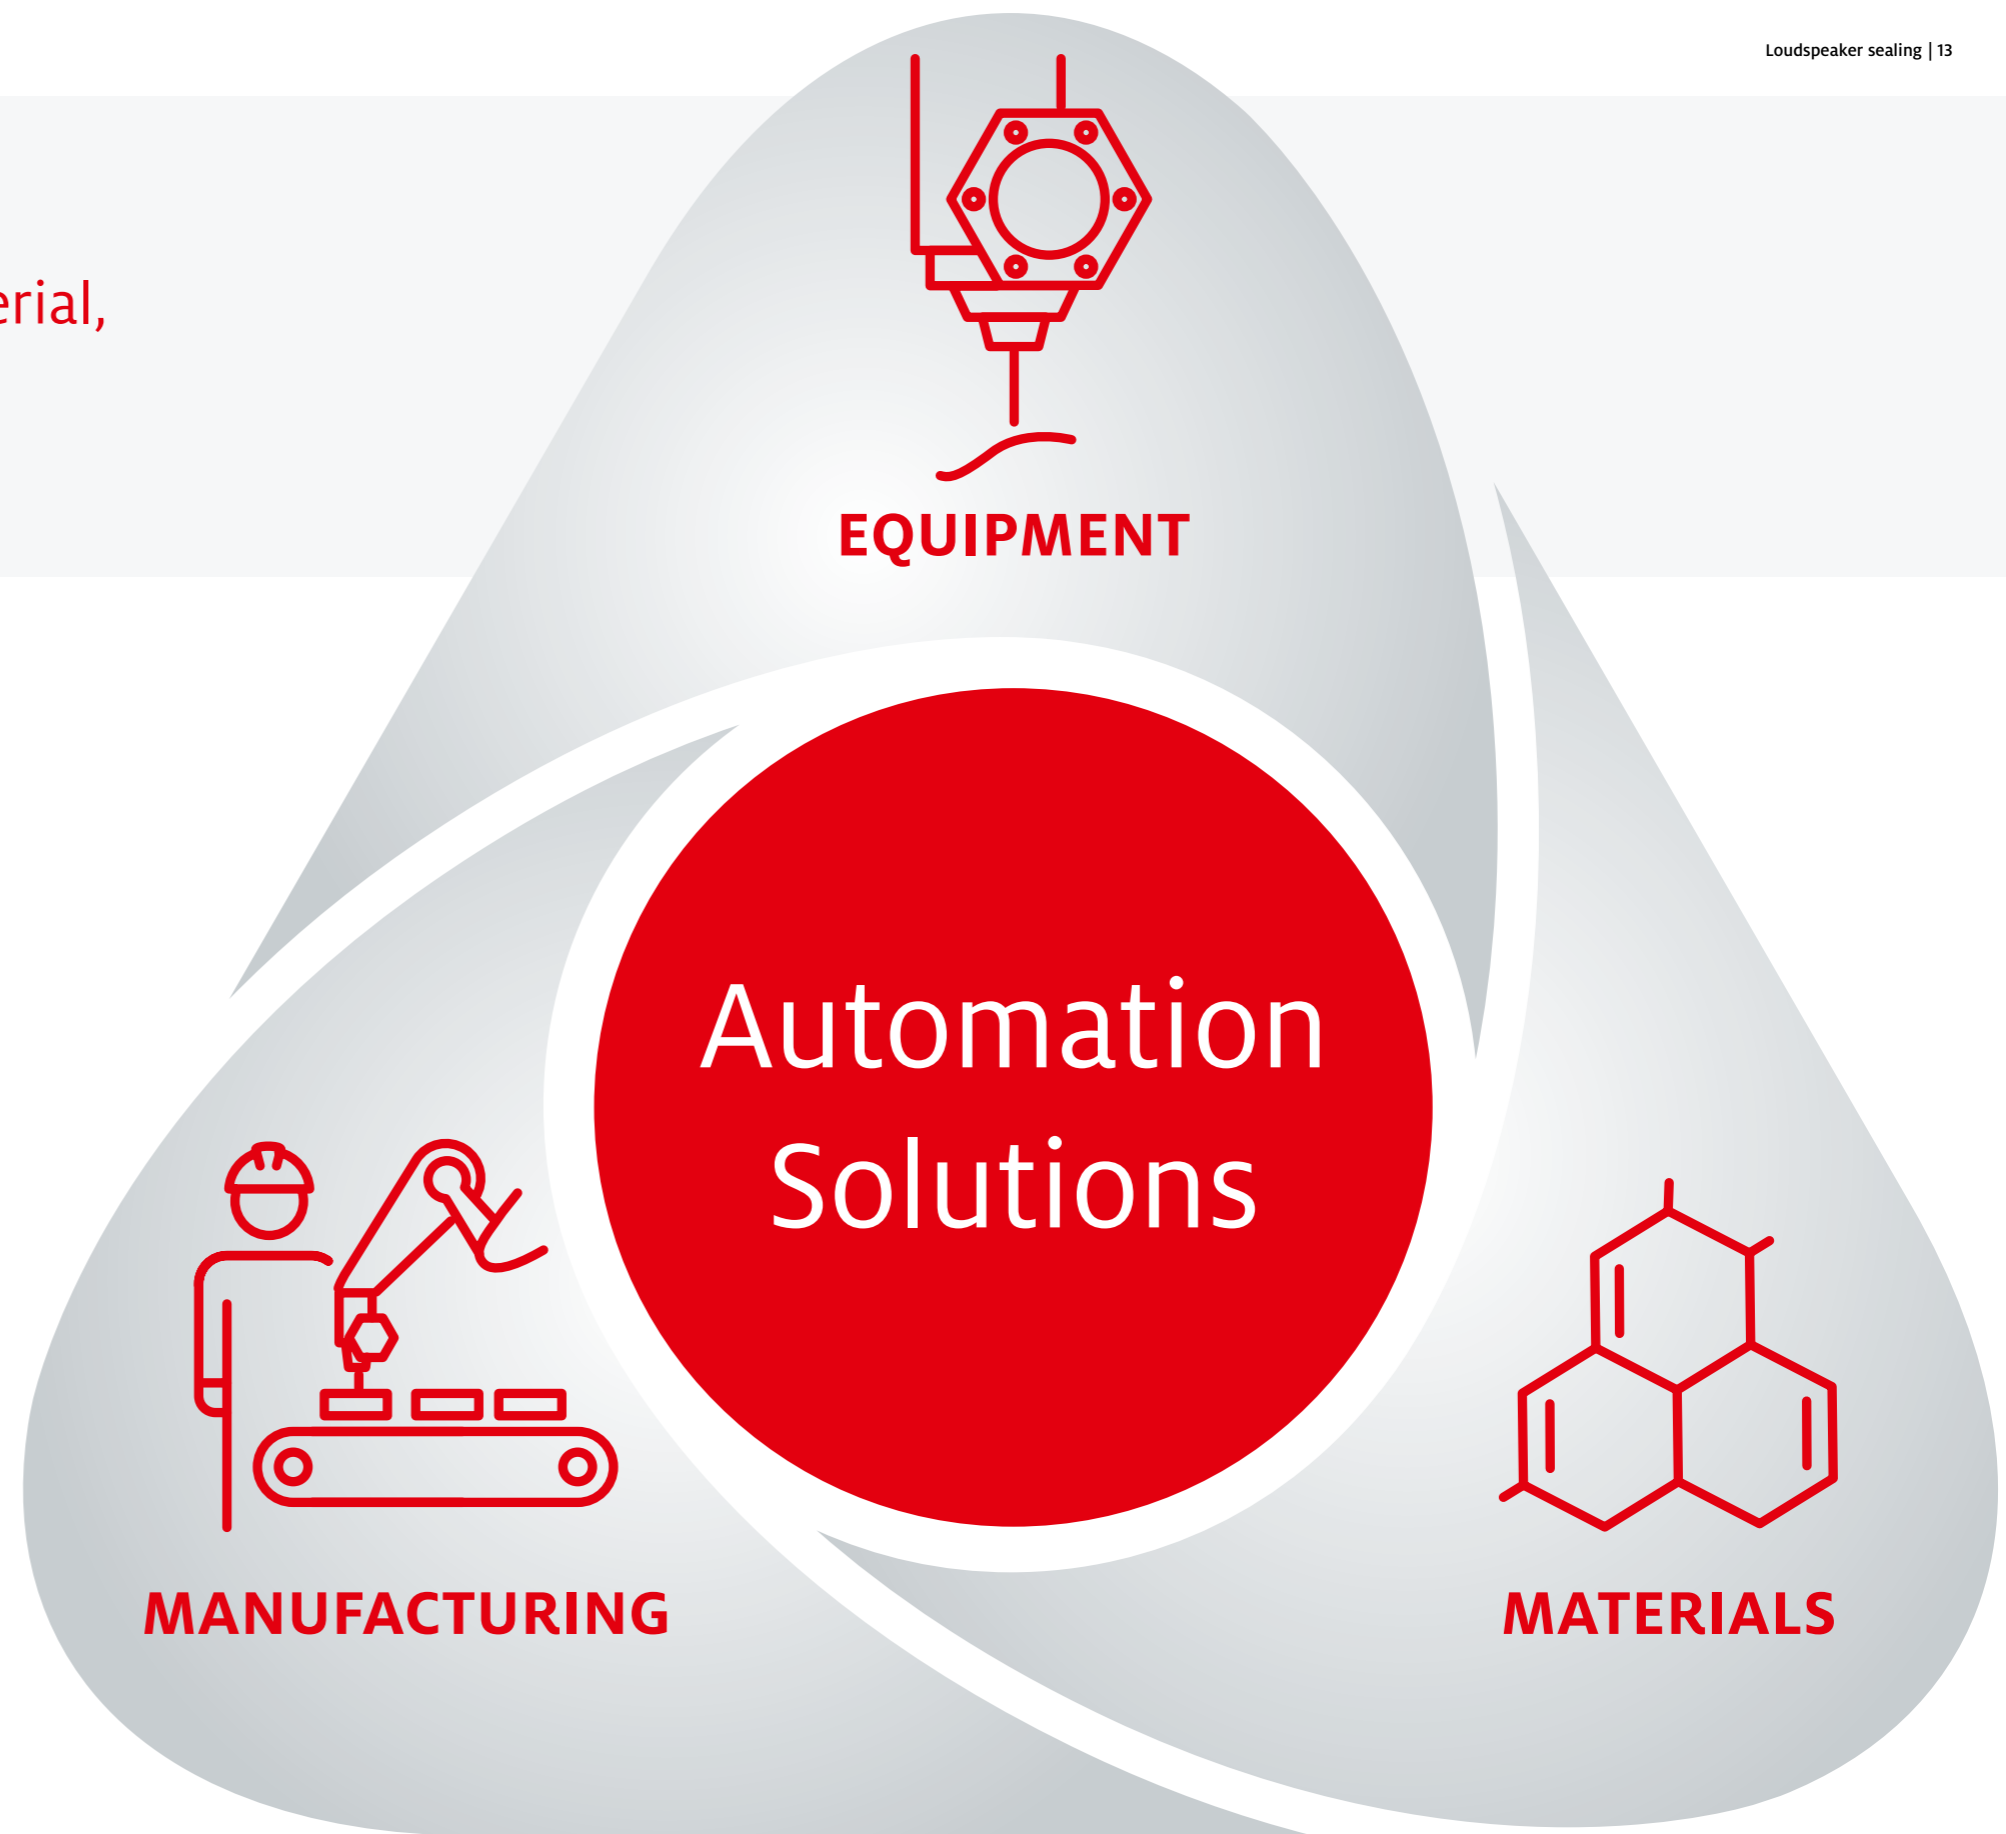 Loudspeaker sealing | 13
erial,
EQUIPMENT
Automation
Solutions
MANUFACTURING
MATERIALS